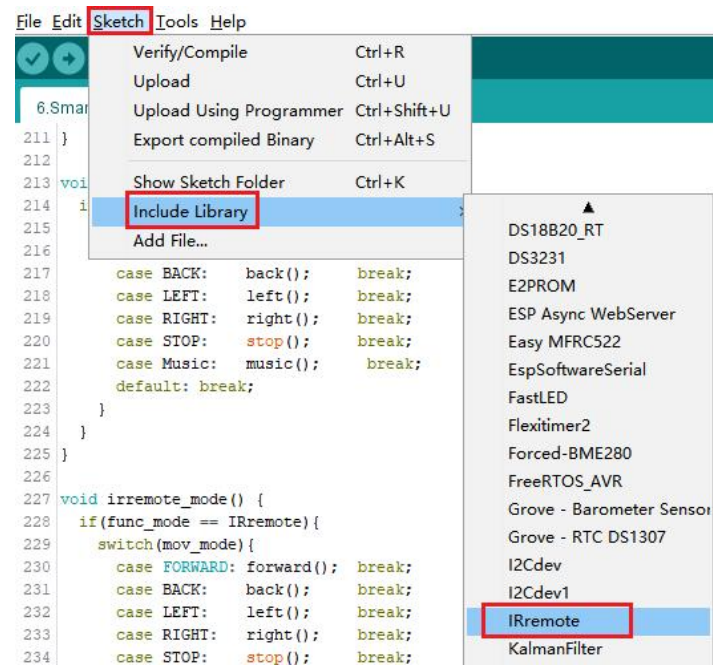 File Edit Sketch Tools Help
Verify/Compile Ctrl+R
Upload Ctrl+U
Upload Using Programmer Ctrl+Shift+U
Export compiled Binary Ctrl+Alt+S
Show Sketch Folder Ctrl+K
Include Library
Add File...
6.Smar
211 }
212
213 voi
214 i
215
216
217 case BACK: back(); break;
218 case LEFT: left(); break;
219 case RIGHT: right(); break;
220 case STOP: stop(); break;
221 case Music: music(); break;
222 default: break;
223 }
224 }
225 }
226
227 void irremote_mode() {
228 if(func_mode == IRremote){
229 switch(mov_mode){
230 case FORWARD: forward(); break;
231 case BACK: back(); break;
232 case LEFT: left(); break;
233 case RIGHT: right(); break;
234 case STOP: stop(); break;
DS18B20_RT
DS3231
E2PROM
ESP Async WebServer
Easy MFRC522
EspSoftwareSerial
FastLED
Flexitimer2
Forced-BME280
FreeRTOS_AVR
Grove - Barometer Sensor
Grove - RTC DS1307
I2Cdev
I2Cdev1
IRremote
KalmanFilter